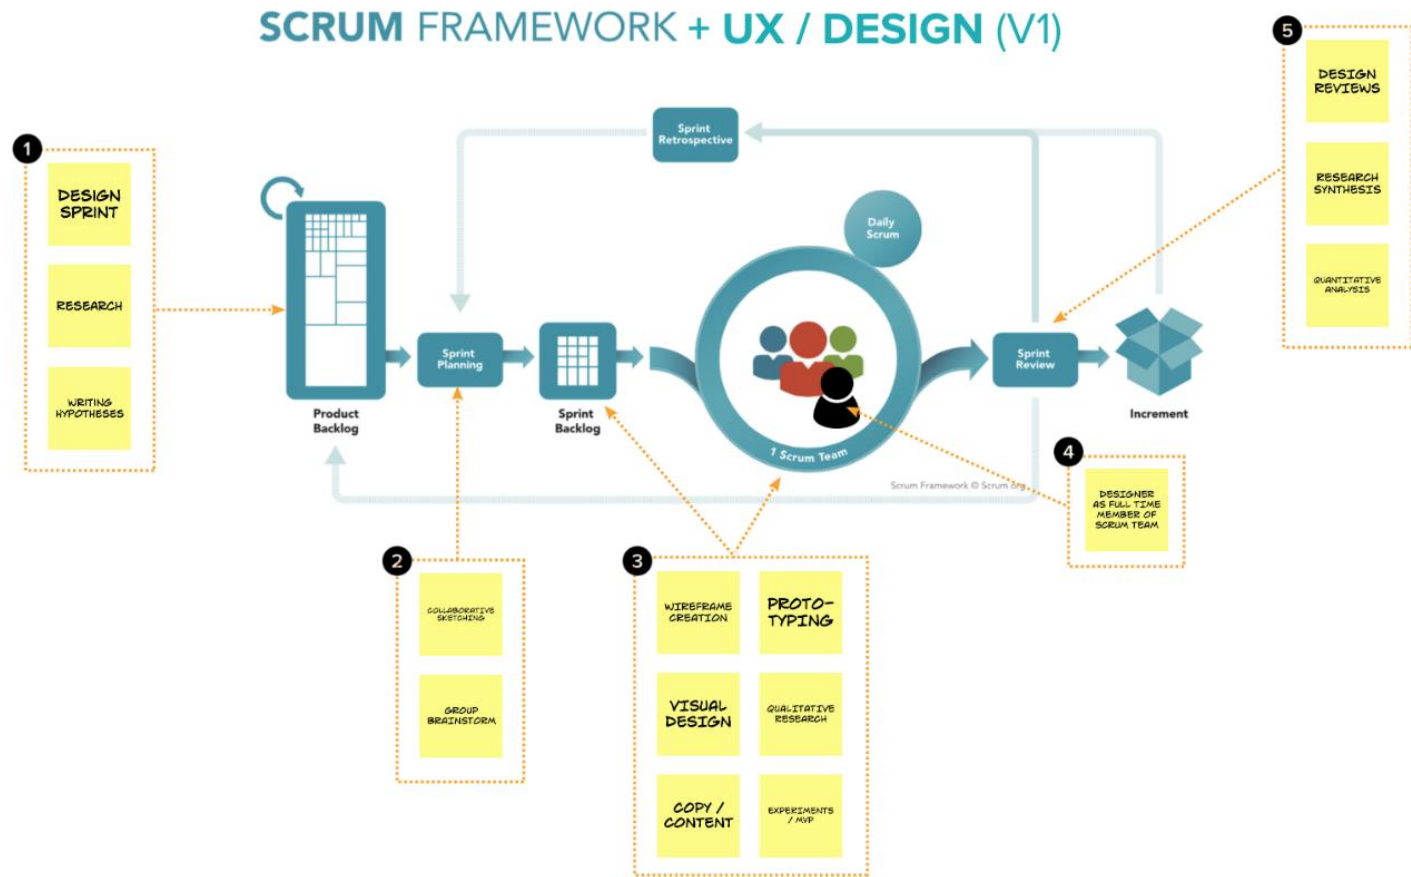 SCRUM FRAMEWORK + UX / DESIGN (V1)
1
DESIGN
SPRINT
RESEARCH
WRITING
HYPOTHESES
Sprint
Retrospective
Daily
Scrum
Product
Backlog
Sprint
Planning
Sprint
Backlog
1 Scrum Team
Sprint
Review
Increment
Scrum Framework © Scrum.org
2
COLLABORATIVE
SKETCHING
GROUP
BRAINSTORM
3
WIREFRAME
CREATION
PROTO-
TYPING
VISUAL
DESIGN
QUALITATIVE
RESEARCH
COPY /
CONTENT
EXPERIMENTS
/ MVP
4
DESIGNER
AS FULL TIME
MEMBER OF
SCRUM TEAM
5
DESIGN
REVIEWS
RESEARCH
SYNTHESIS
QUANTITATIVE
ANALYSIS